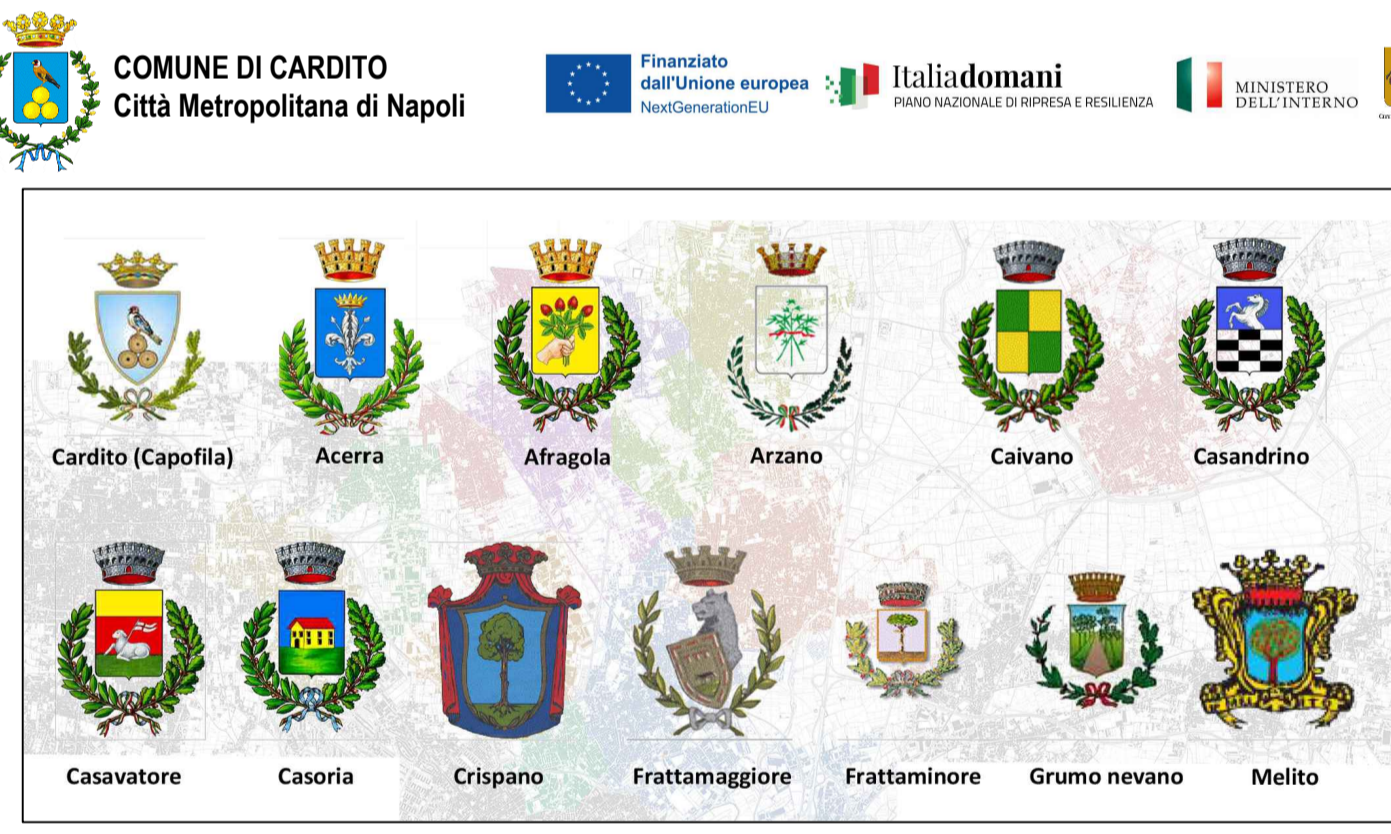 COMUNE DI CARDITO
Città Metropolitana di Napoli
Finanziato
dall'Unione europea
NextGenerationEU
Italiadomani
PIANO NAZIONALE DI RIPRESA E RESILIENZA
MINISTERO
DELL'INTERNO
Cardito (Capofila)
Acerra
Afragola
Arzano
Caivano
Casandrino
Casavatore
Casoria
Crispano
Frattamaggiore
Frattaminore
Grumo nevano
Melito